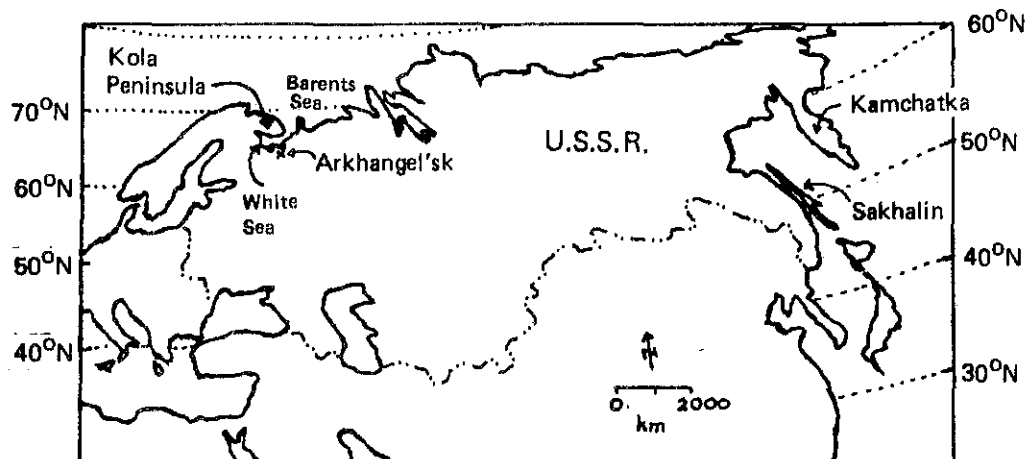 Kola
Peninsula
Barents
Sea
70°N
60°N
50°N
40°N
Arkhangel'sk
White
Sea
U.S.S.R.
60°N
Kamchatka
50°N
Sakhalin
40°N
30°N
N
0 2000
km